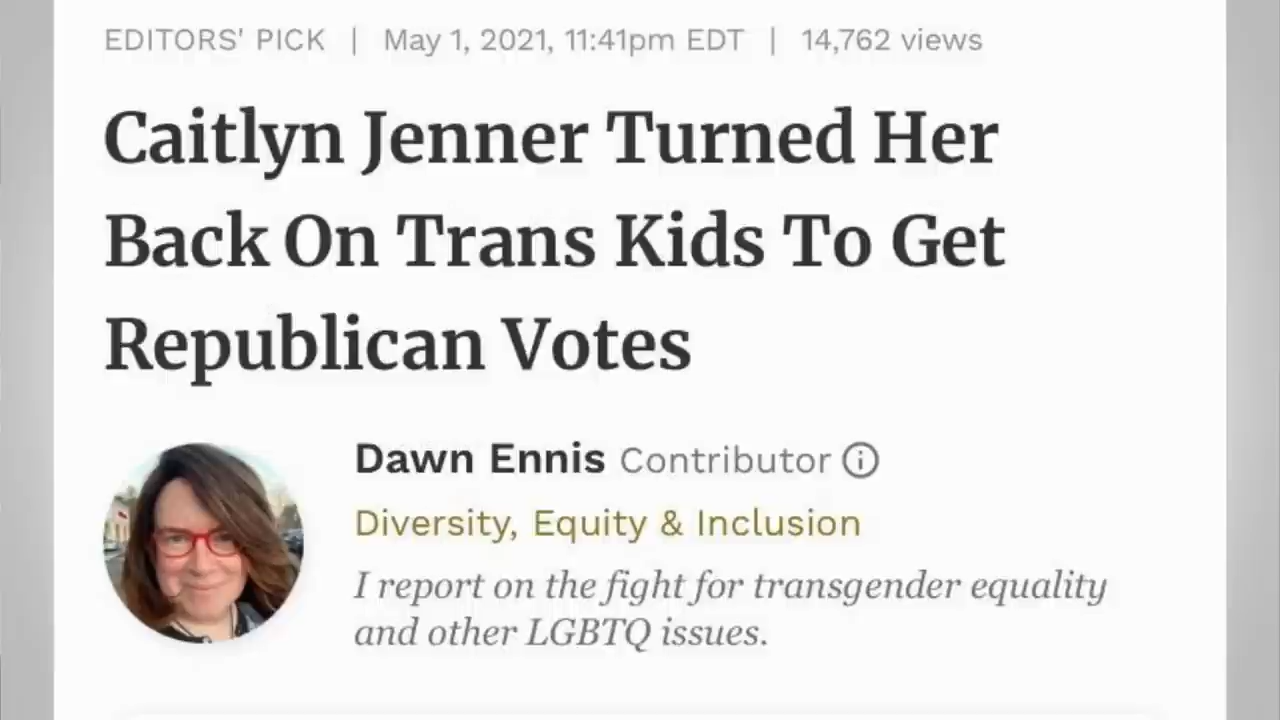 EDITORS' PICK | May 1, 2021, 11:41pm EDT | 14,762 views
Caitlyn Jenner Turned Her
Back On Trans Kids To Get
Republican Votes
Dawn Ennis Contributor
Diversity, Equity & Inclusion
I report on the fight for transgender equality
and other LGBTQ issues.